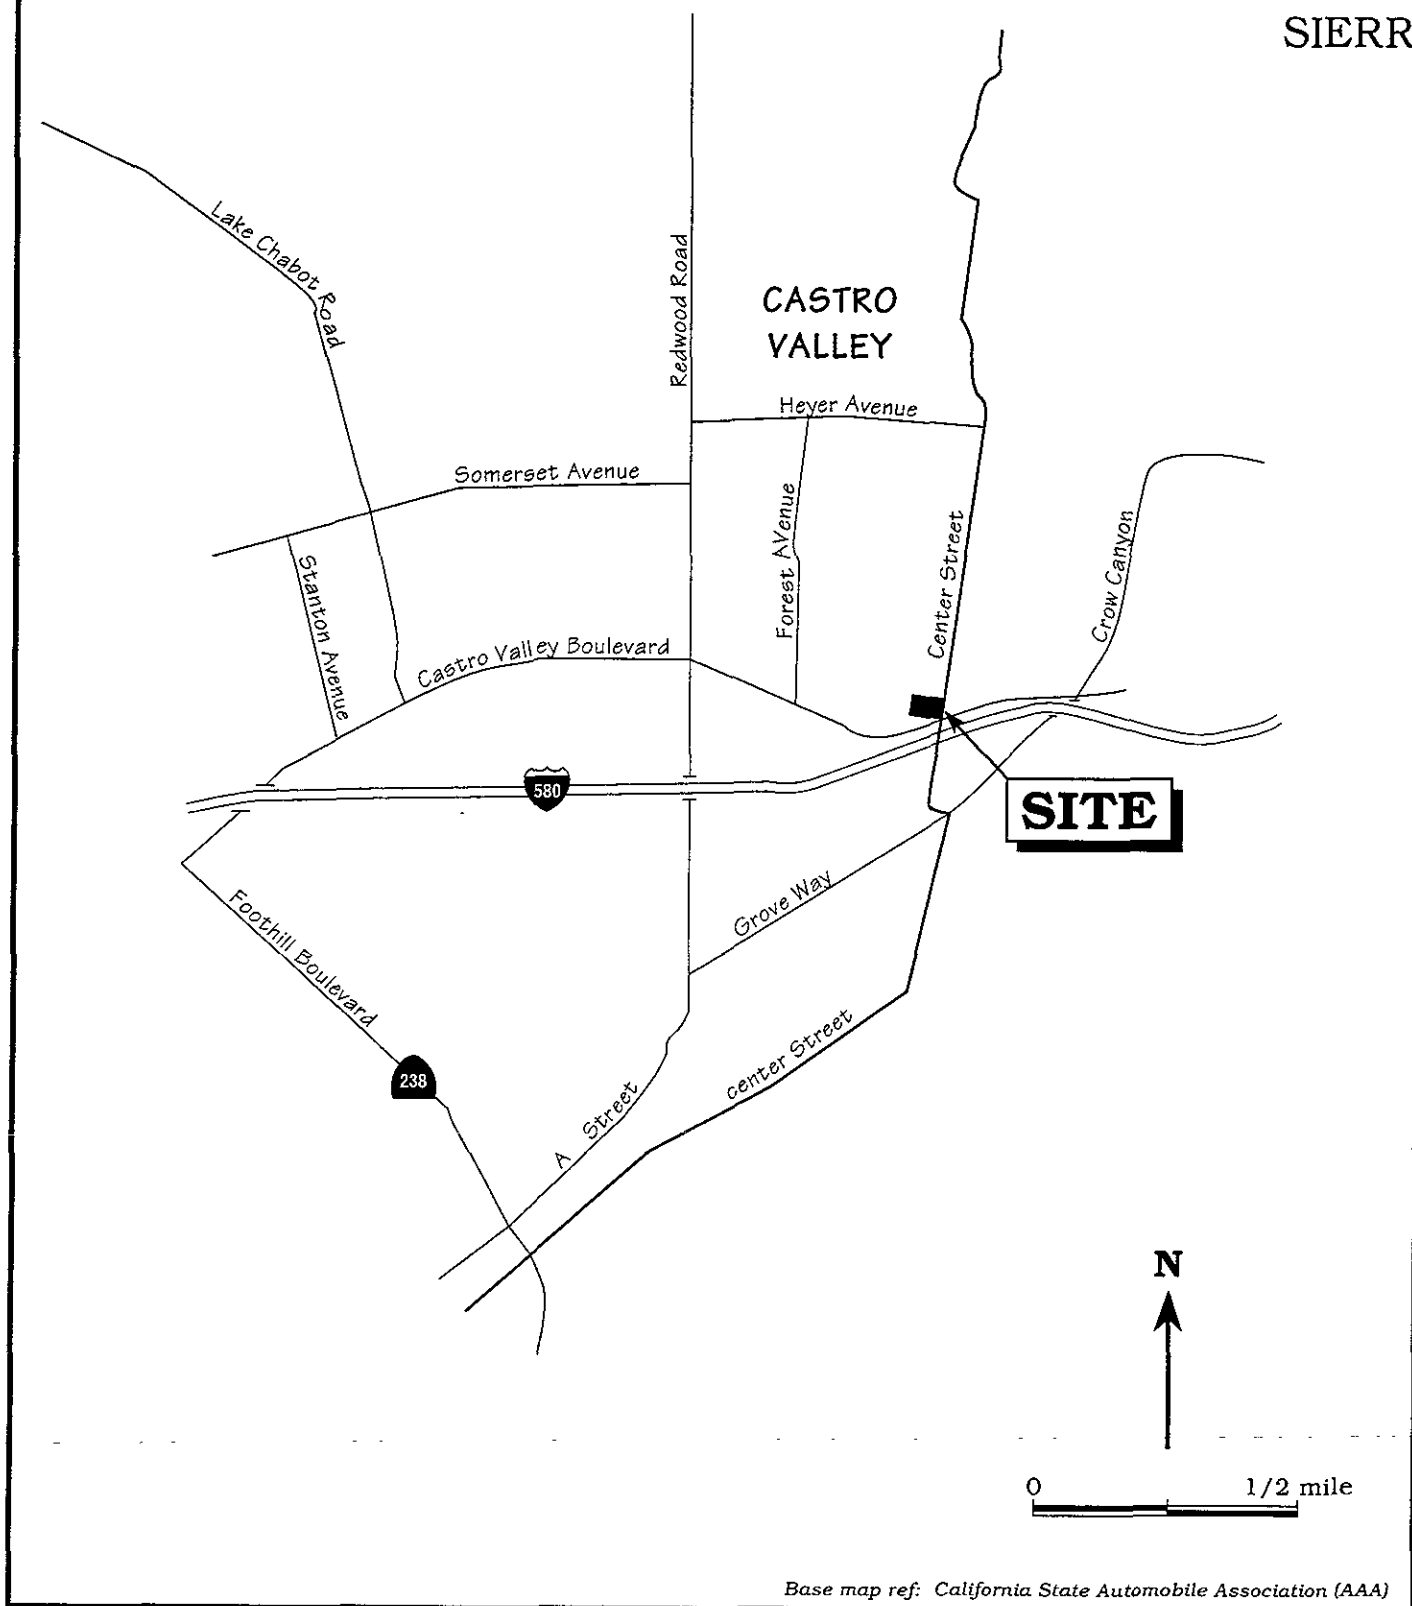 SIERR
Lake Chabot Road
Redwood Road
CASTRO
VALLEY
Heyer Avenue
Somerset Avenue
Forest AVenue
Center Street
Crow Canyon
Stanton Avenue
Castro Valley Boulevard
580
SITE
Grove Way
Foothill Boulevard
center Street
238
A Street
N
0 1/2 mile
Base map ref: California State Automobile Association (AAA)